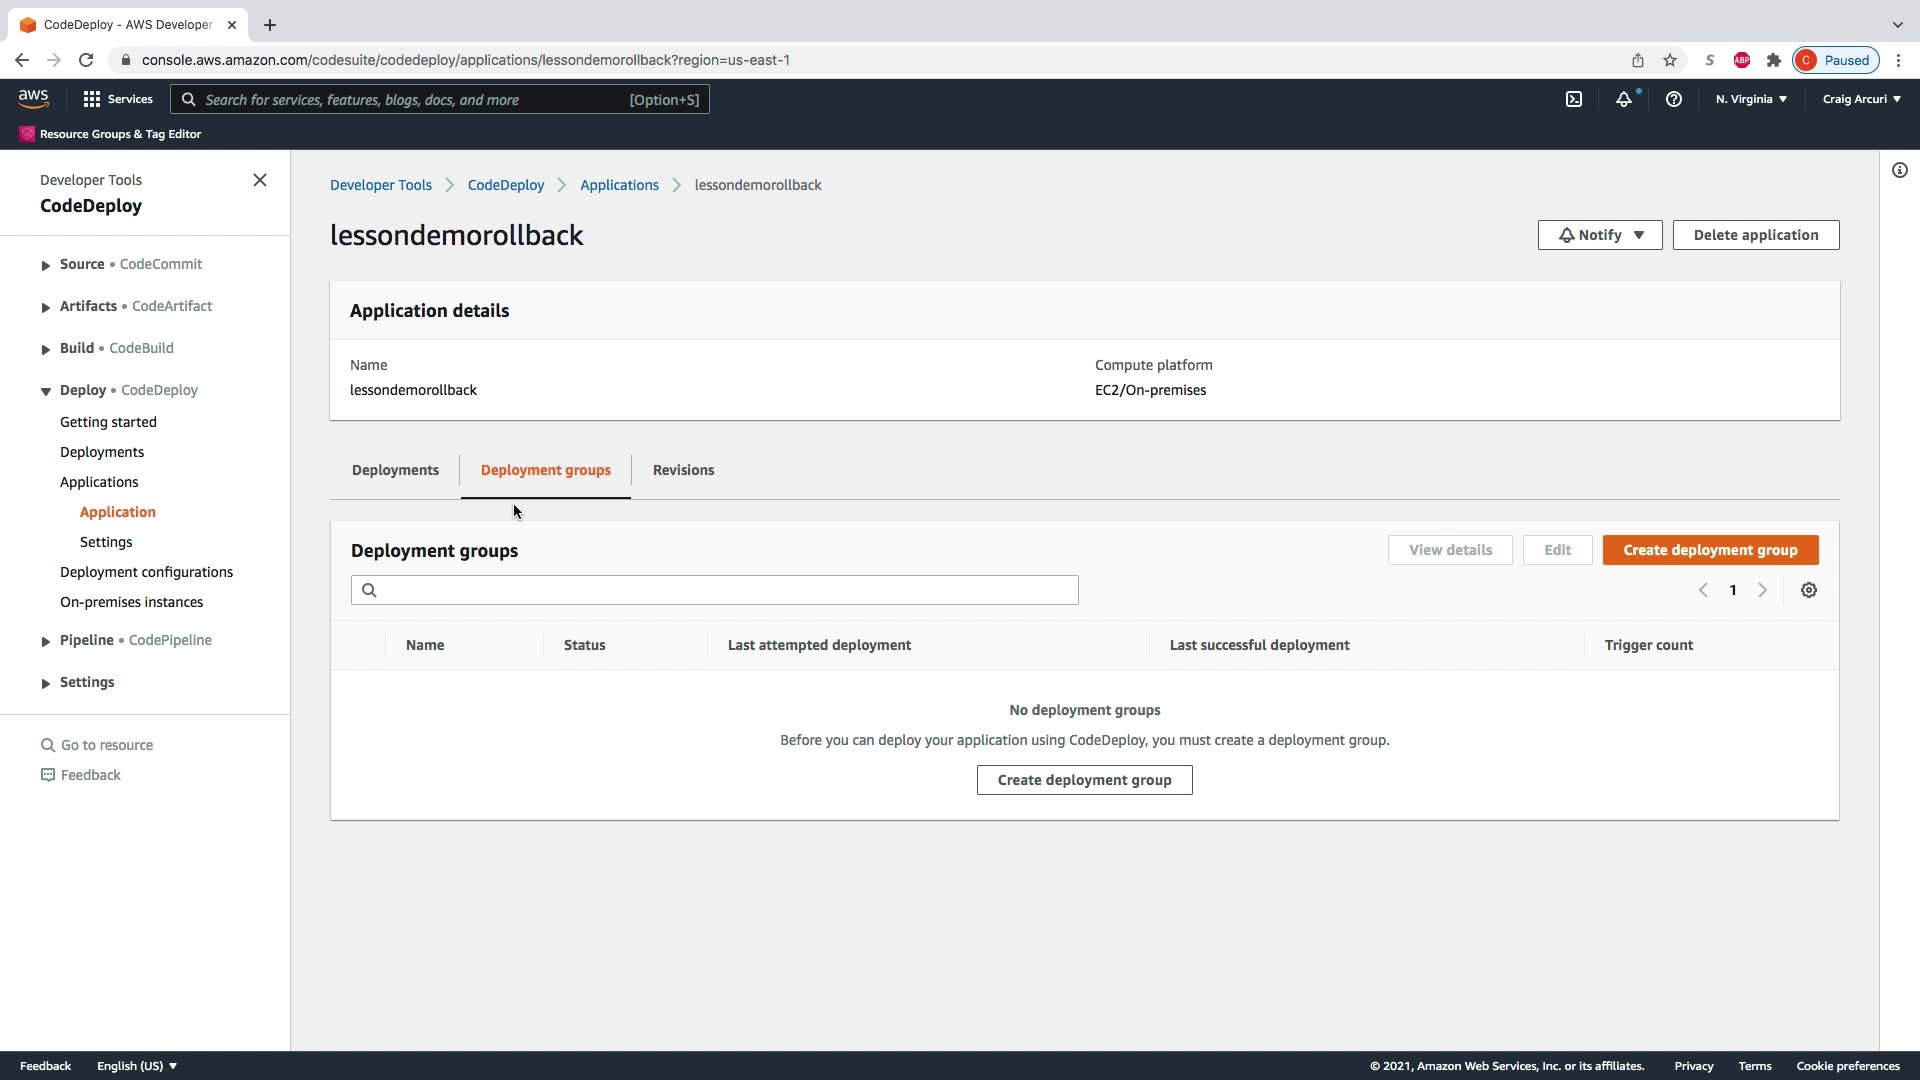 CodeDeploy - AWS Developer
console.aws.amazon.com/codesuite/codedeploy/applications/lessondemorollback?region=us-east-1
S
ABP
C
Paused
aws
Services
Search for services, features, blogs, docs, and more
[Option+S]
N. Virginia
Craig Arcuri
Resource Groups & Tag Editor
Developer Tools
CodeDeploy
Source • CodeCommit
Artifacts • CodeArtifact
Build • CodeBuild
Deploy • CodeDeploy
Getting started
Deployments
Applications
Application
Settings
Deployment configurations
On-premises instances
Pipeline • CodePipeline
Settings
Go to resource
Feedback
Developer Tools
CodeDeploy
Applications
lessondemorollback
lessondemorollback
Notify
Delete application
Application details
Name
lessondemorollback
Compute platform
EC2/On-premises
Deployments
Deployment groups
Revisions
Deployment groups
View details
Edit
Create deployment group
1
Name
Status
Last attempted deployment
Last successful deployment
Trigger count
No deployment groups
Before you can deploy your application using CodeDeploy, you must create a deployment group.
Create deployment group
Feedback
English (US)
© 2021, Amazon Web Services, Inc. or its affiliates.
Privacy
Terms
Cookie preferences